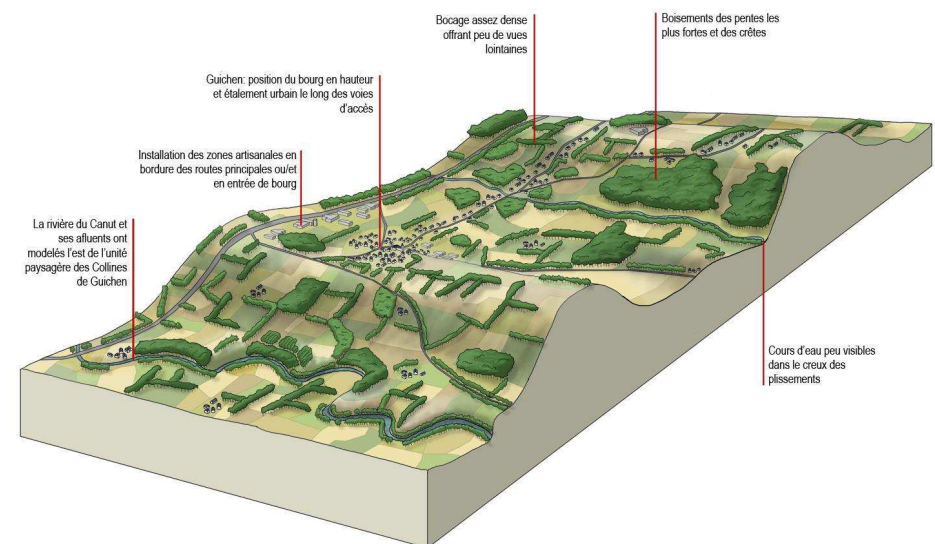 Bocage assez dense
offrant peu de vues
lointaines
Boisements des pentes les
plus fortes et des crêtes
Guichen: position du bourg en hauteur
et étalement urbain le long des voies
d'accès
Installation des zones artisanales en
bordure des routes principales ou/et
en entrée de bourg
La rivière du Canut et
ses afluents ont
modelés l'est de l'unité
paysagère des Collines
de Guichen
Cours d'eau peu visibles
dans le creux des
plissements